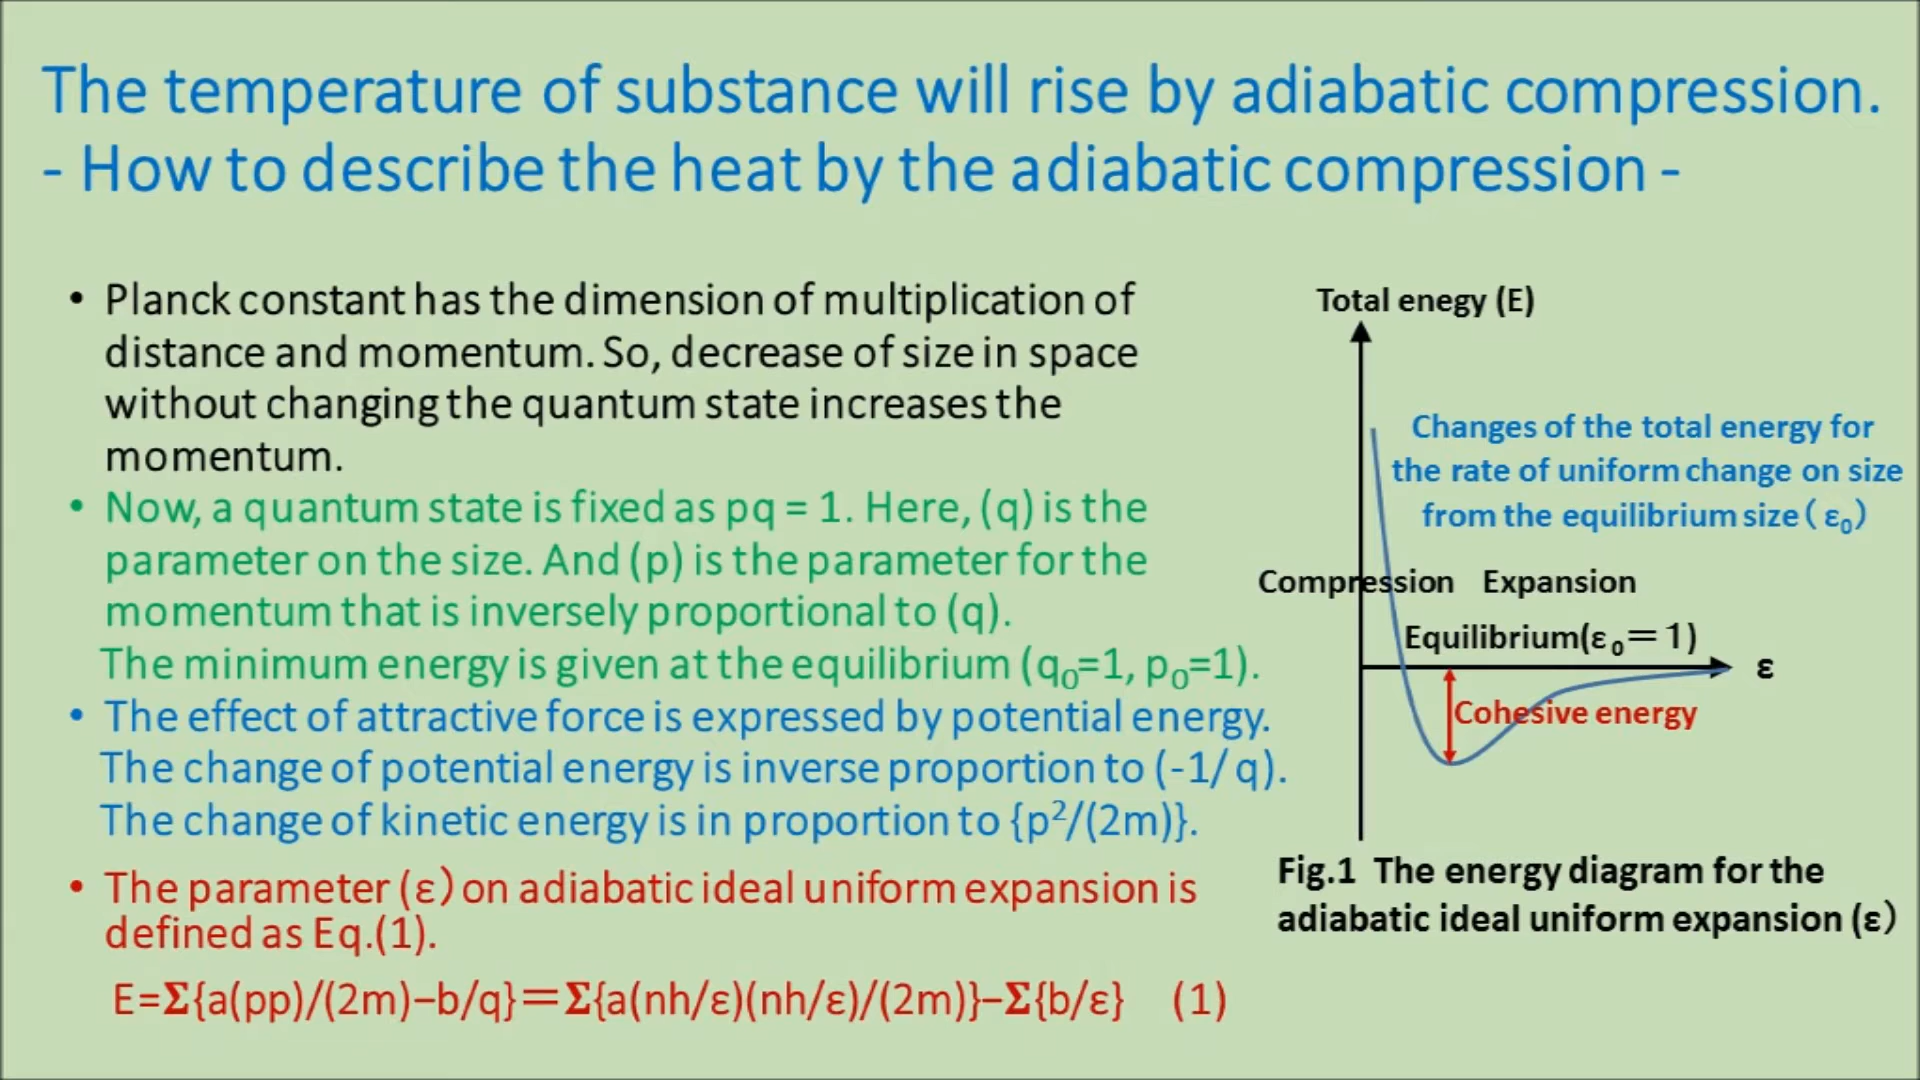 The temperature of substance will rise by adiabatic compression.
- How to describe the heat by the adiabatic compression -
• Planck constant has the dimension of multiplication of
distance and momentum. So, decrease of size in space
without changing the quantum state increases the
momentum.
• Now, a quantum state is fixed as pq = 1. Here, (q) is the
parameter on the size. And (p) is the parameter for the
momentum that is inversely proportional to (q).
The minimum energy is given at the equilibrium (q₀=1, p₀=1).
• The effect of attractive force is expressed by potential energy.
The change of potential energy is inverse proportion to (-1/q).
The change of kinetic energy is in proportion to {p²/(2m)}.
• The parameter (ε) on adiabatic ideal uniform expansion is
defined as Eq.(1).
E=Σ{a(pp)/(2m)−b/q}＝Σ{a(nh/ε)(nh/ε)/(2m)}−Σ{b/ε} (1)
Total enegy (E)
Changes of the total energy for
the rate of uniform change on size
from the equilibrium size（ε₀）
Compression Expansion
Equilibrium(ε₀＝1)
ε
Cohesive energy
Fig.1 The energy diagram for the
adiabatic ideal uniform expansion (ε）